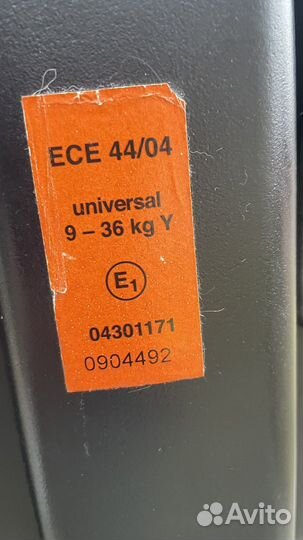 ECE 44/04
universal
9 – 36 kg Y
E1
04301171
0904492
Avito